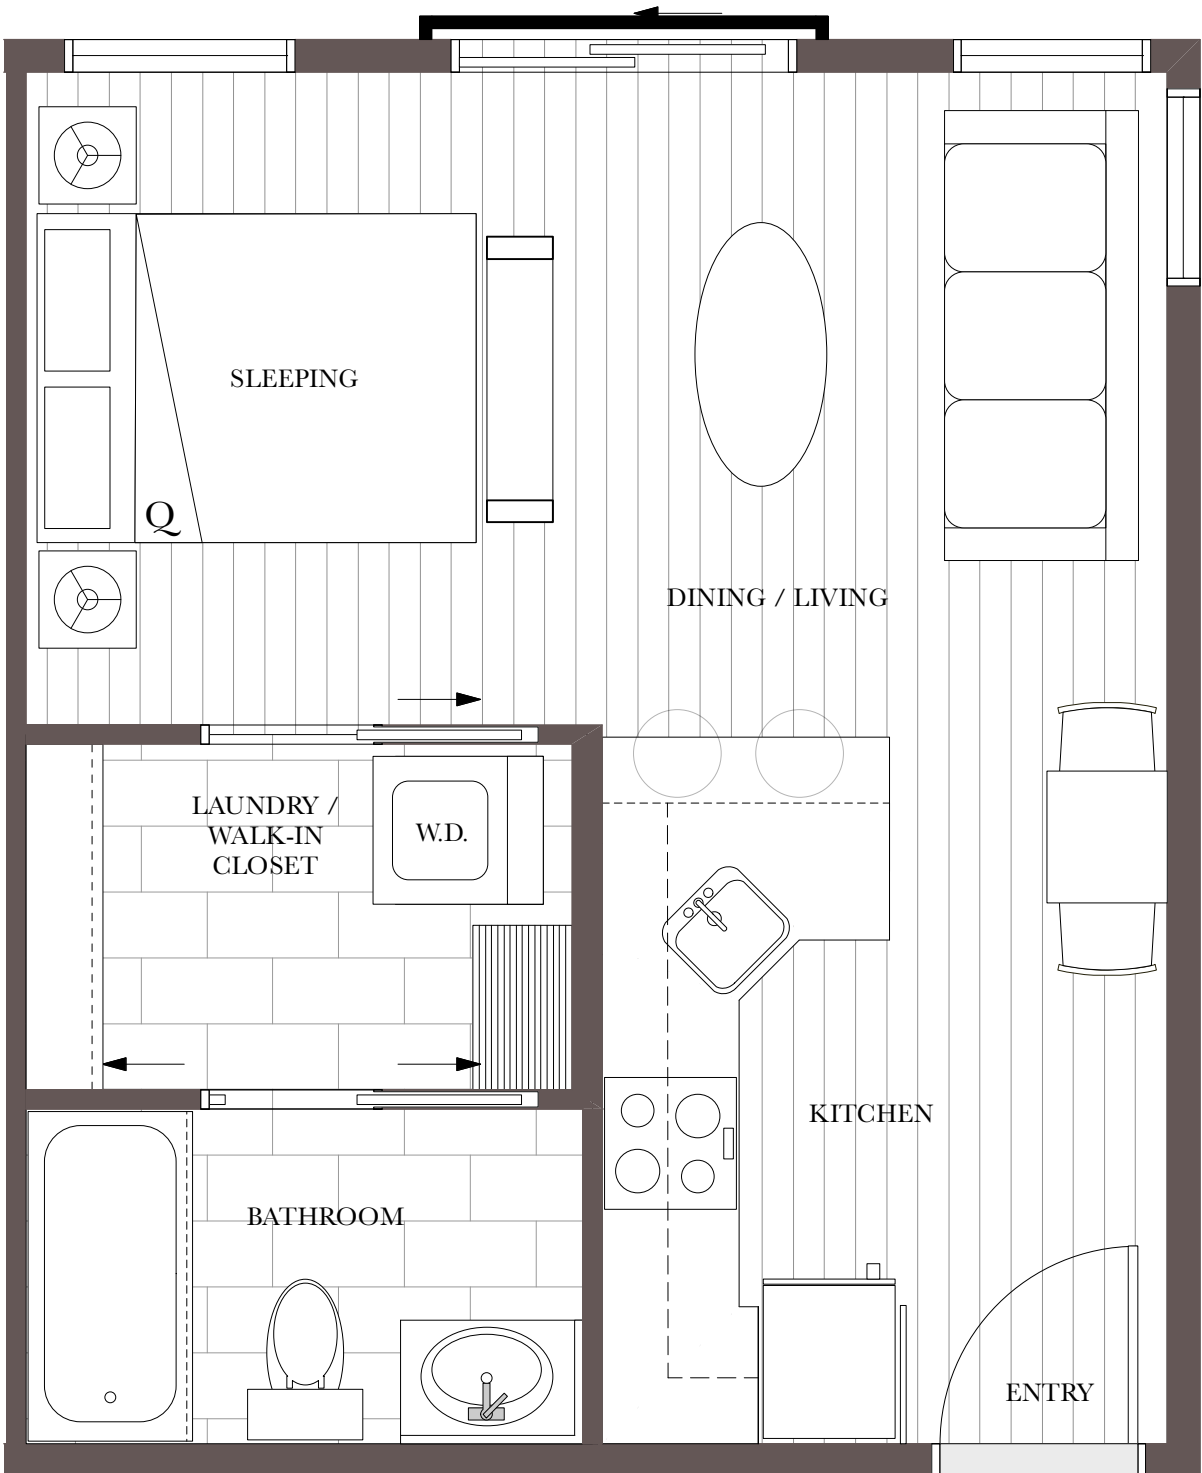 SLEEPING
Q
DINING / LIVING
LAUNDRY /
WALK-IN
CLOSET
W.D.
KITCHEN
BATHROOM
ENTRY